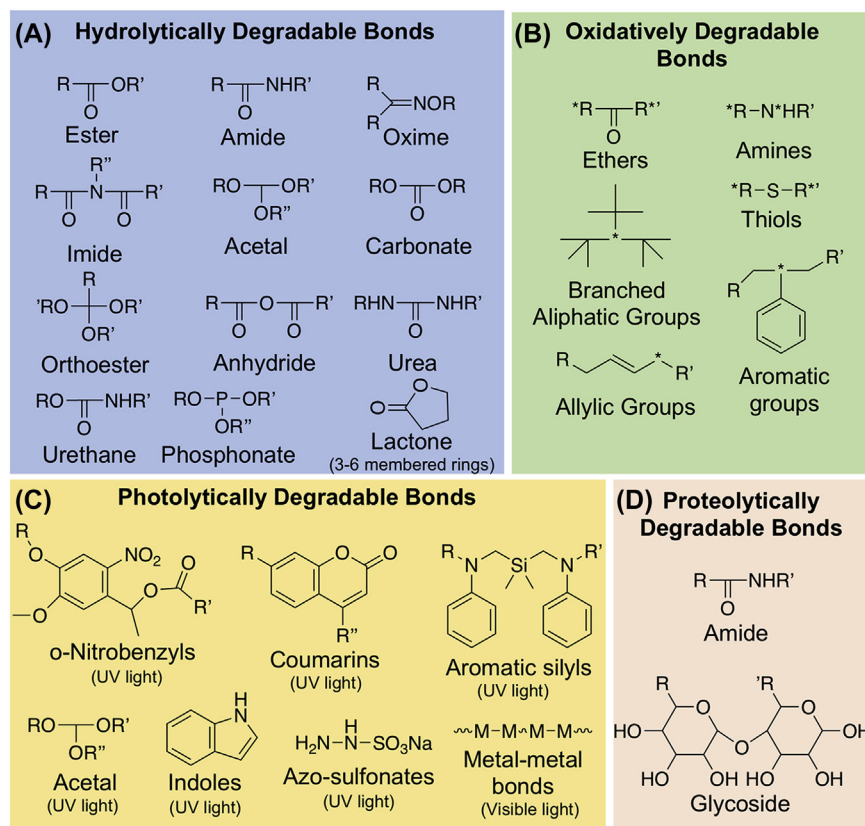 (A) Hydrolytically Degradable Bonds
R OR' O
Ester
R NHR' O
Amide
R R NOR
Oxime
R'' R N R' O O
Imide
RO OR' OR''
Acetal
RO OR O
Carbonate
R 'RO OR' OR'
Orthoester
R O R' O O
Anhydride
RHN NHR' O
Urea
RO NHR' O
Urethane
RO P OR' OR''
Phosphonate
O O
Lactone
(3-6 membered rings)
(B) Oxidatively Degradable
Bonds
*R R*' O
Ethers
*R-N*HR'
Amines
*
Branched
Aliphatic Groups
*R-S-R*'
Thiols
R * R'
Allylic Groups
R * R'
Aromatic
groups
(C) Photolytically Degradable Bonds
R O NO2 O O O R'
o-Nitrobenzyls
(UV light)
R O O R''
Coumarins
(UV light)
R N Si N R'
Aromatic silyls
(UV light)
RO OR' OR''
Acetal
(UV light)
H N
Indoles
(UV light)
H2N-N-SO3Na H
Azo-sulfonates
(UV light)
M-M M-M
Metal-metal
bonds
(Visible light)
(D) Proteolytically
Degradable Bonds
R NHR' O
Amide
R 'R O O OH HO O HO OH HO OH OH
Glycoside